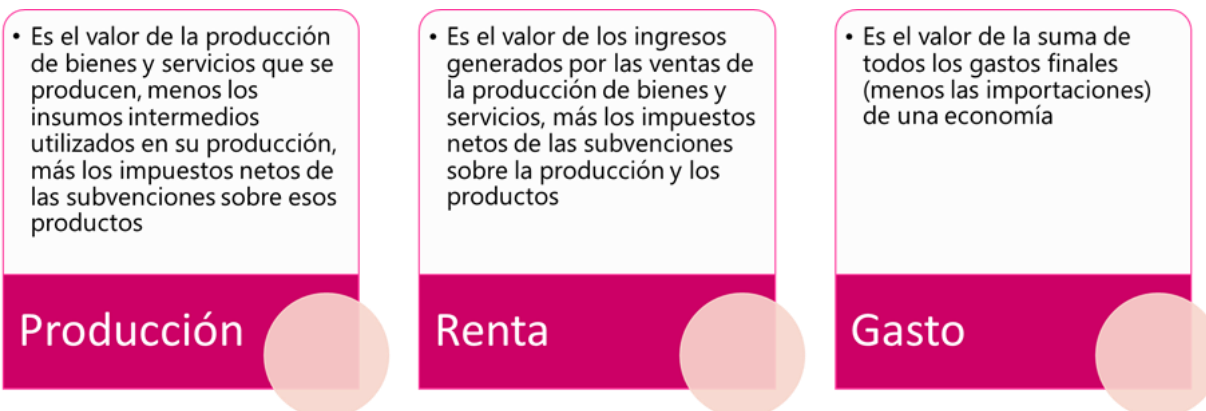 • Es el valor de la producción
de bienes y servicios que se
producen, menos los
insumos intermedios
utilizados en su producción,
más los impuestos netos de
las subvenciones sobre esos
productos
Producción
• Es el valor de los ingresos
generados por las ventas de
la producción de bienes y
servicios, más los impuestos
netos de las subvenciones
sobre la producción y los
productos
Renta
• Es el valor de la suma de
todos los gastos finales
(menos las importaciones)
de una economía
Gasto